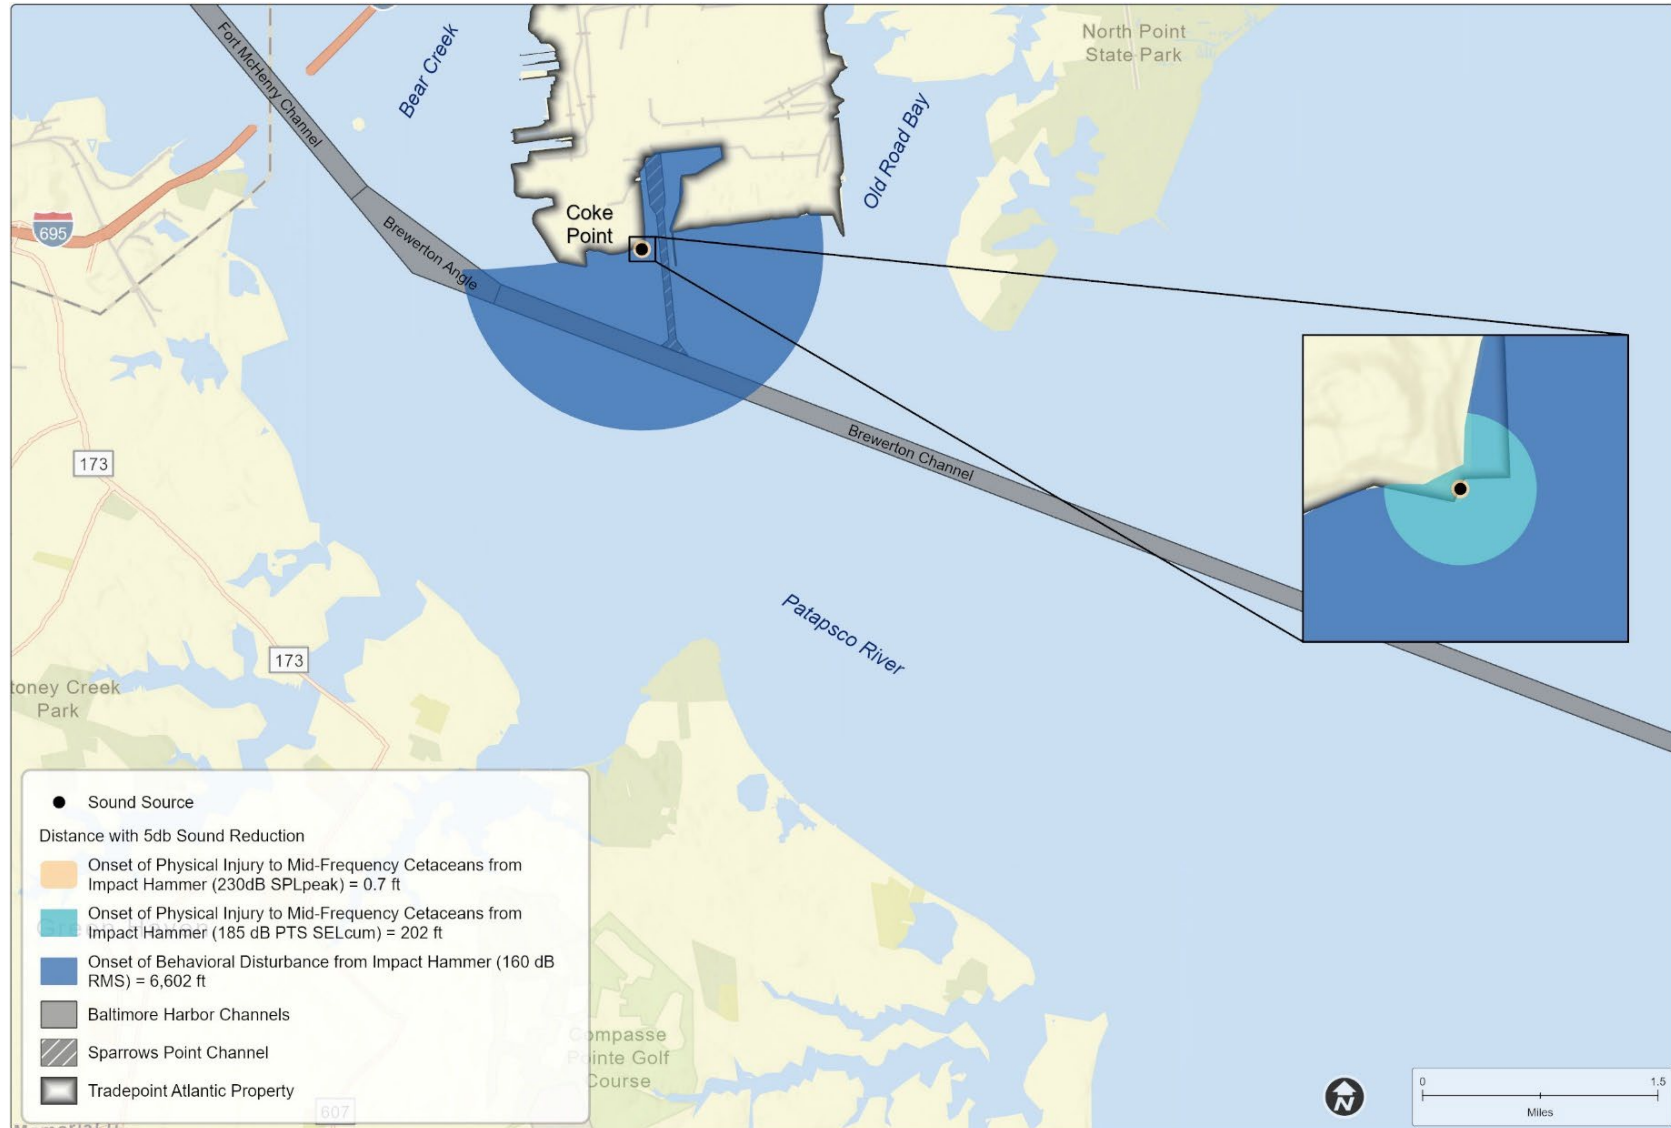 North Point
State Park
Fort McHenry Channel
Bear Creek
Old Road Bay
695
Coke
Point
Brewerton Angle
173
Brewerton Channel
Patapsco River
173
toney Creek
Park
Sound Source
Distance with 5db Sound Reduction
Onset of Physical Injury to Mid-Frequency Cetaceans from
Impact Hammer (230dB SPLpeak) = 0.7 ft
Onset of Physical Injury to Mid-Frequency Cetaceans from
Impact Hammer (185 dB PTS SELcum) = 202 ft
Onset of Behavioral Disturbance from Impact Hammer (160 dB
RMS) = 6,602 ft
Baltimore Harbor Channels
Sparrows Point Channel
Tradepoint Atlantic Property
607
Compasse
Pointe Golf
Course
N
0
1.5
Miles